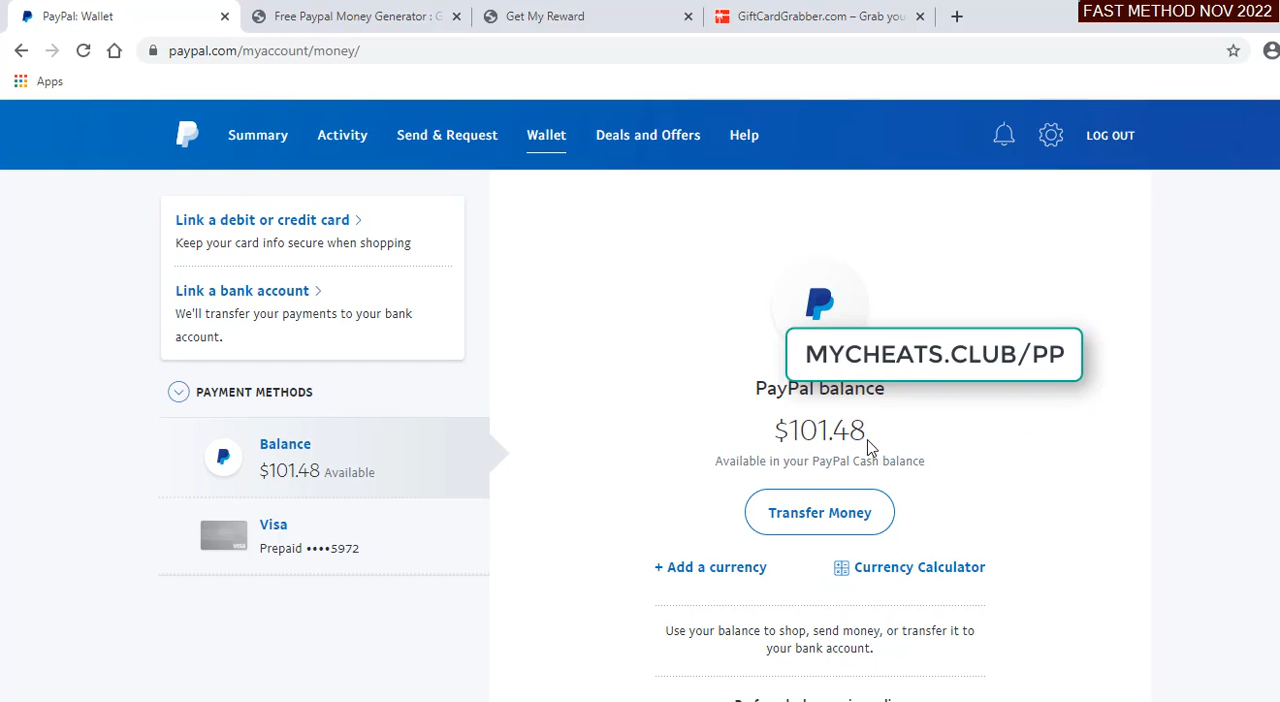 PayPal: Wallet
Free Paypal Money Generator : G
Get My Reward
GiftCardGrabber.com – Grab you
FAST METHOD NOV 2022
paypal.com/myaccount/money/
Apps
Summary
Activity
Send & Request
Wallet
Deals and Offers
Help
LOG OUT
Link a debit or credit card
Keep your card info secure when shopping
Link a bank account
We'll transfer your payments to your bank
account.
PAYMENT METHODS
Balance
$101.48 Available
Visa
Prepaid ••••5972
VISA
MYCHEATS.CLUB/PP
PayPal balance
$101.48
Available in your PayPal Cash balance
Transfer Money
+ Add a currency
Currency Calculator
Use your balance to shop, send money, or transfer it to
your bank account.